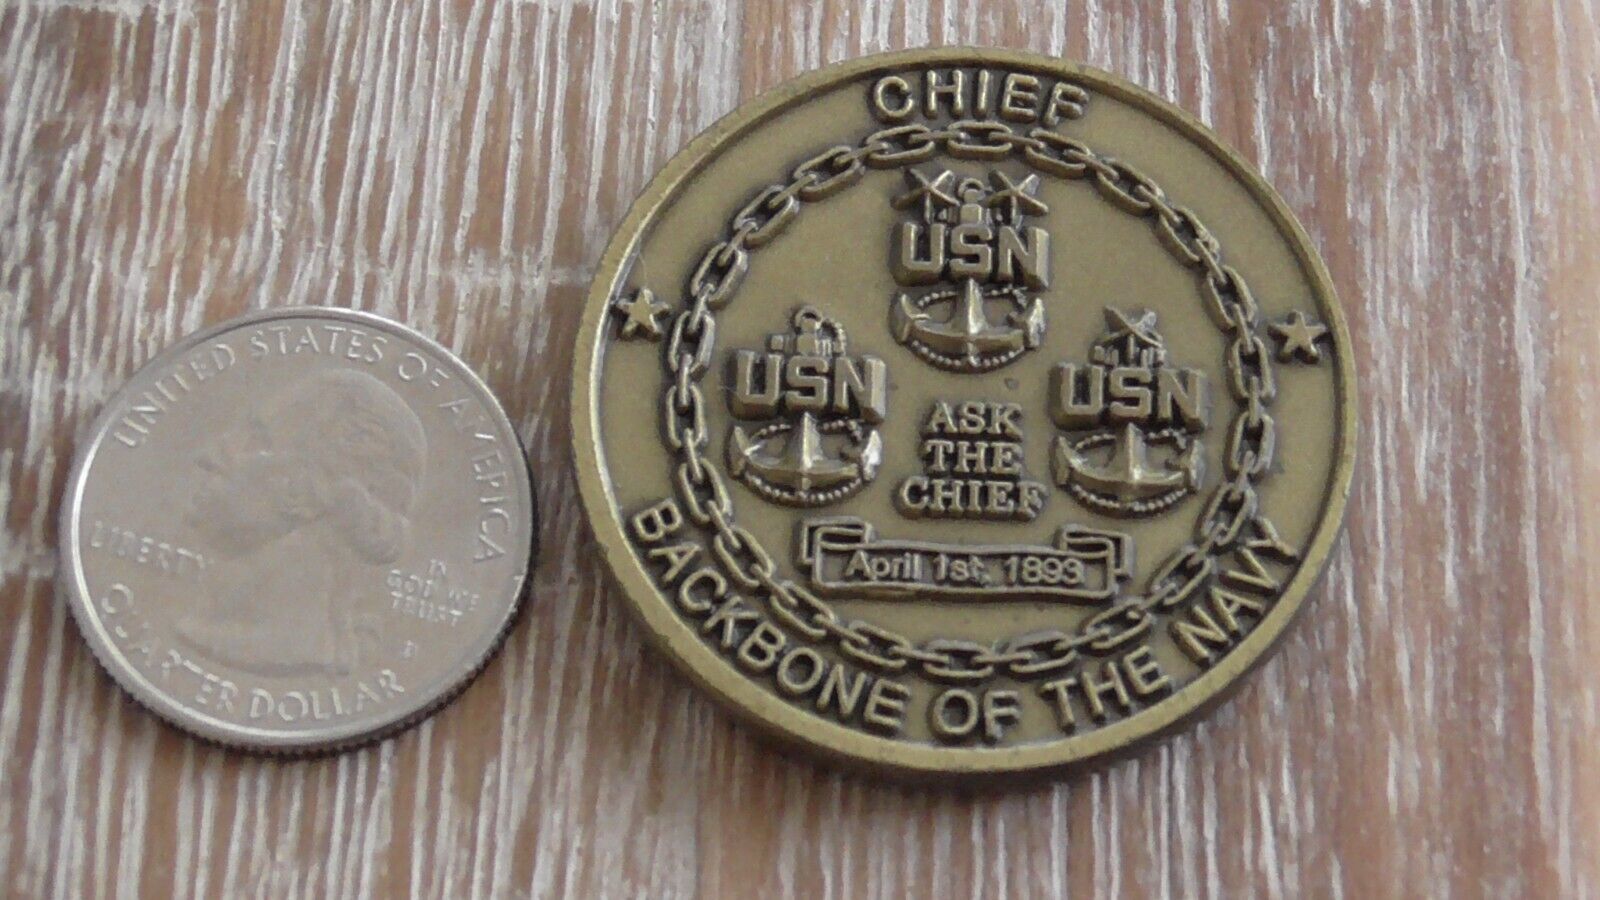 UNITED STATES OF AMERICA
LIBERTY
IN
GOD WE
TRUST
QUARTER DOLLAR
CHIEF
USN
USN
USN
ASK
THE
CHIEF
April 1st, 1893
BACKBONE OF THE NAVY